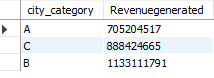 city_category Revenuegenerated
A 705204517
C 888424665
B 1133111791